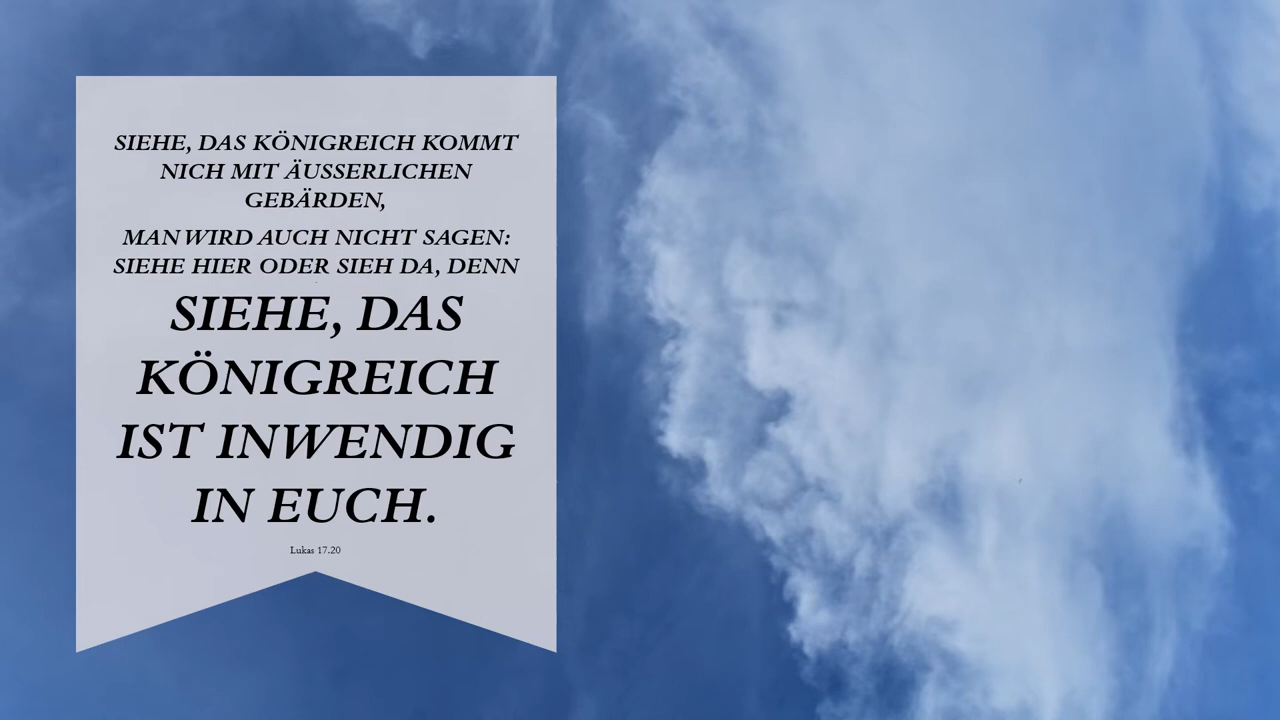 SIEHE, DAS KÖNIGREICH KOMMT
NICH MIT ÄUSSERLICHEN
GEBÄRDEN,
MAN WIRD AUCH NICHT SAGEN:
SIEHE HIER ODER SIEH DA, DENN
SIEHE, DAS
KÖNIGREICH
IST INWENDIG
IN EUCH.
Lukas 17.20